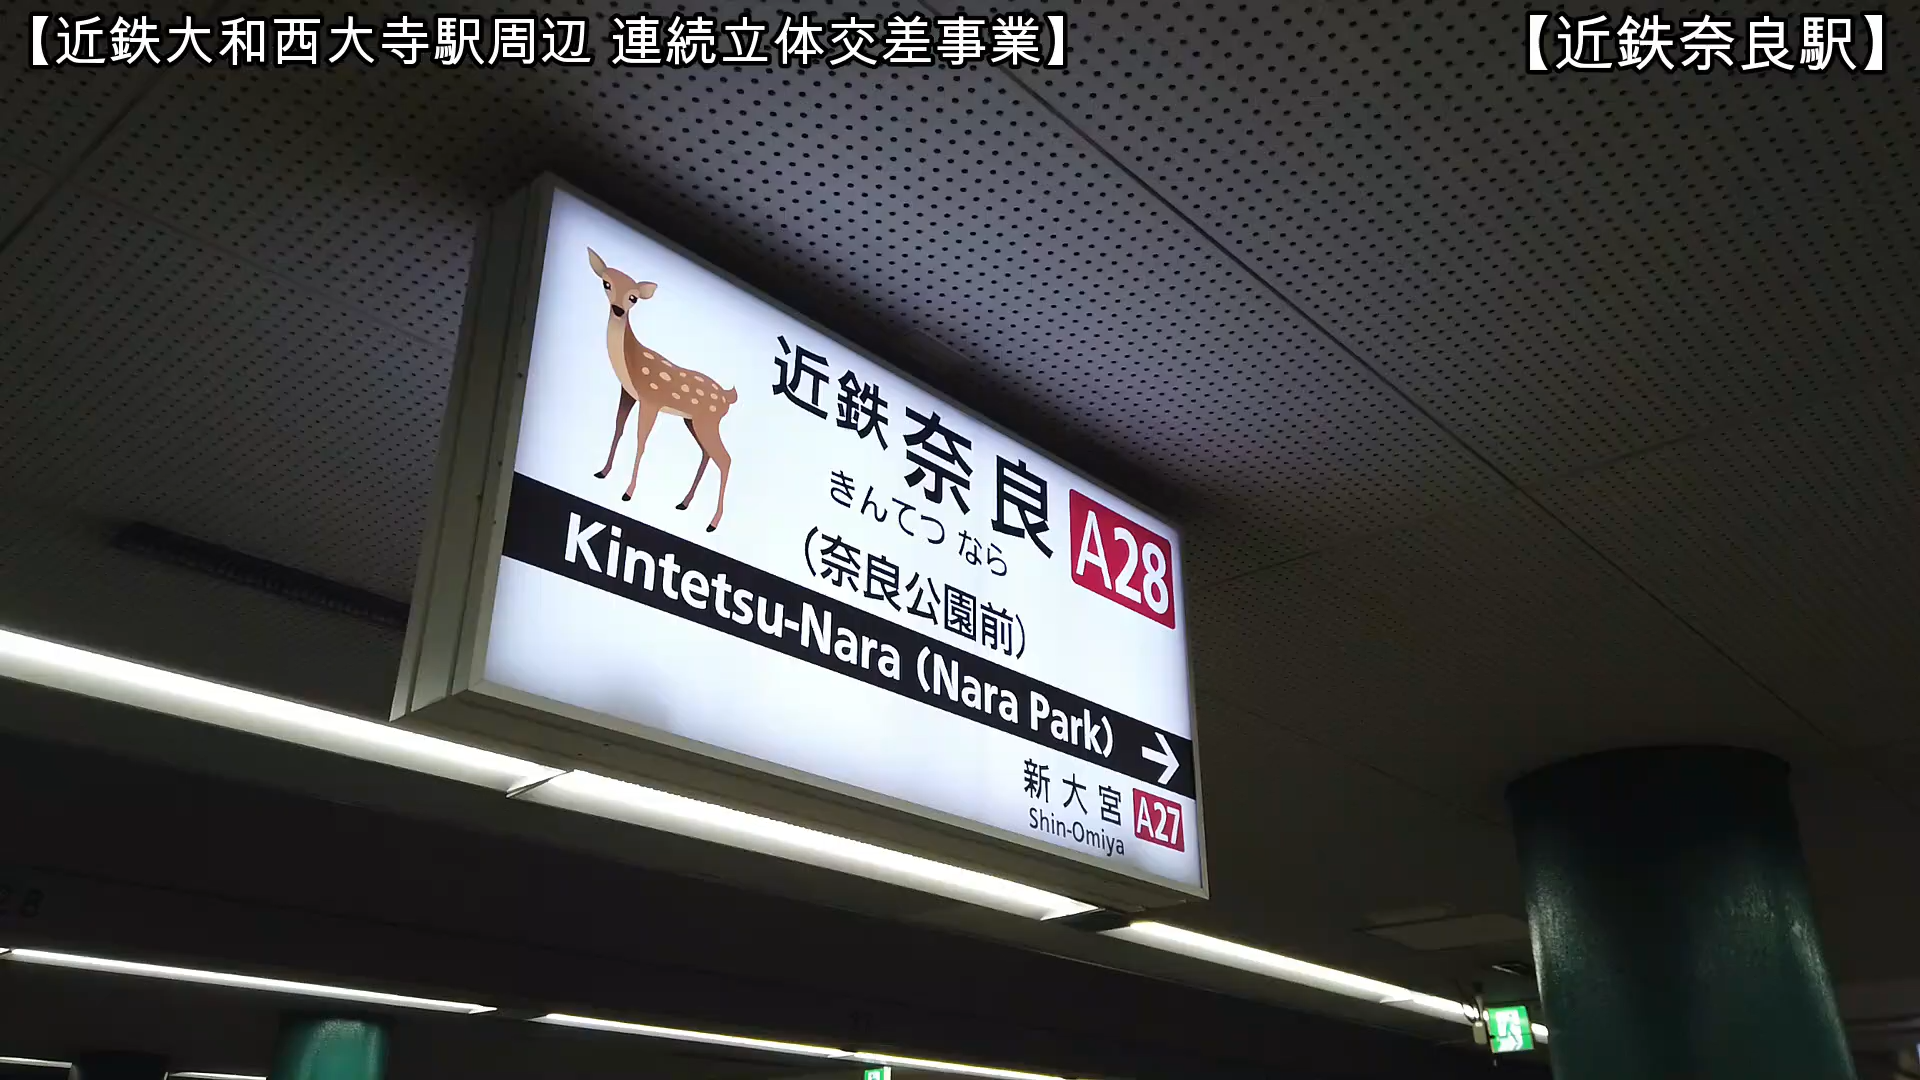 【近鉄大和西大寺駅周辺 連続立体交差事業】
【近鉄奈良駅】
近鉄奈良
A28
きんてつ なら
(奈良公園前)
Kintetsu-Nara (Nara Park) →
新大宮
A27
Shin-Omiya